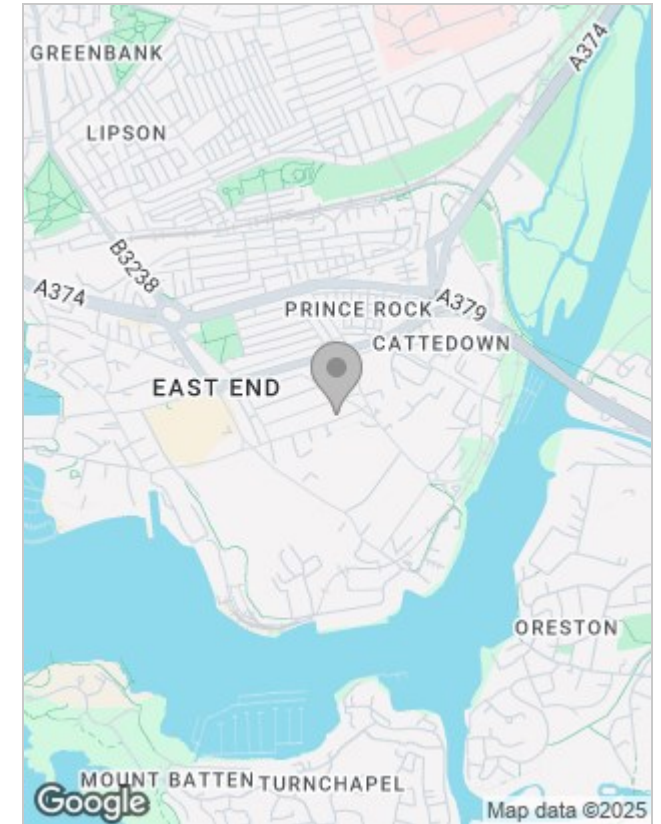 GREENBANK
A374
LIPSON
B3238
A374
PRINCE ROCK
A379
CATTEDOWN
EAST END
ORESTON
MOUNT BATTEN
TURNCHAPEL
Google
Map data ©2025